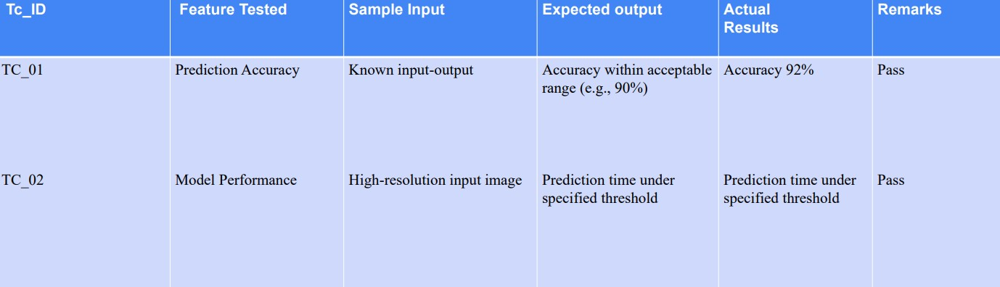 Tc_ID Feature Tested Sample Input Expected output Actual Remarks
Results
TC_01 Prediction Accuracy Known input-output Accuracy within acceptable Accuracy 92% Pass
range (e.g., 90%)
TC_02 Model Performance High-resolution input image Prediction time under Prediction time under Pass
specified threshold specified threshold